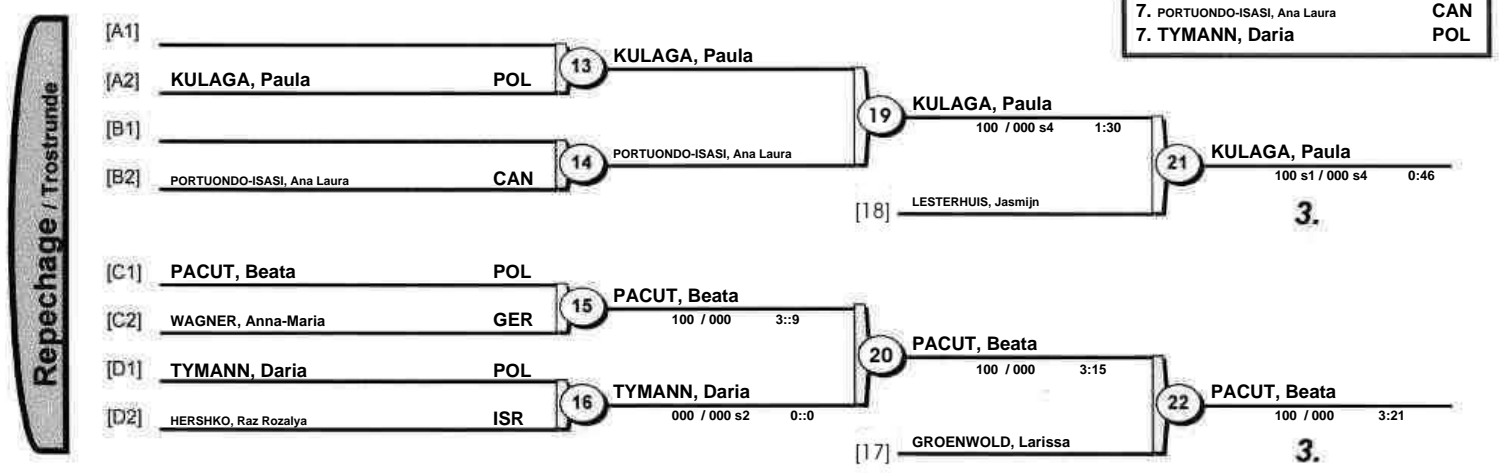 7. PORTUONDO-ISASI, Ana Laura CAN
7. TYMANN, Daria POL
Repechage / Trostrunde
[A1]
[A2] KULAGA, Paula POL
13 KULAGA, Paula
[B1]
[B2] PORTUONDO-ISASI, Ana Laura CAN
14 PORTUONDO-ISASI, Ana Laura
19 KULAGA, Paula
100 / 000 s4 1:30
[18] LESTERHUIS, Jasmijn
21 KULAGA, Paula
100 s1 / 000 s4 0:46
3.
[C1] PACUT, Beata POL
[C2] WAGNER, Anna-Maria GER
15 PACUT, Beata
100 / 000 3::9
[D1] TYMANN, Daria POL
[D2] HERSHKO, Raz Rozalya ISR
16 TYMANN, Daria
000 / 000 s2 0::0
20 PACUT, Beata
100 / 000 3:15
[17] GROENWOLD, Larissa
22 PACUT, Beata
100 / 000 3:21
3.